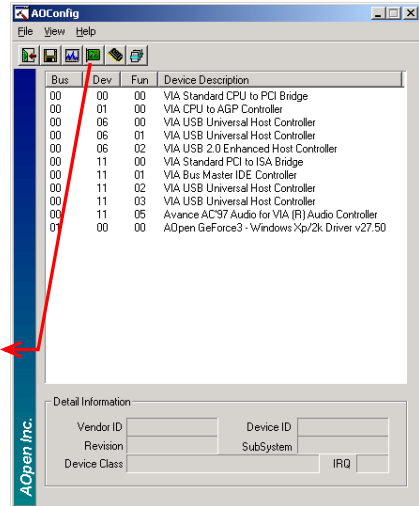 AOConfig
File View Help
Bus Dev Fun Device Description
00 00 00 VIA Standard CPU to PCI Bridge
00 01 00 VIA CPU to AGP Controller
00 06 00 VIA USB Universal Host Controller
00 06 01 VIA USB Universal Host Controller
00 06 02 VIA USB 2.0 Enhanced Host Controller
00 11 00 VIA Standard PCI to ISA Bridge
00 11 01 VIA Bus Master IDE Controller
00 11 02 VIA USB Universal Host Controller
00 11 03 VIA USB Universal Host Controller
00 11 05 Avance AC'97 Audio for VIA (R) Audio Controller
01 00 00 AOpen GeForce3 - Windows Xp/2k Driver v27.50
Detail Information
Vendor ID Device ID
Revision SubSystem
Device Class IRQ
AOpen Inc.